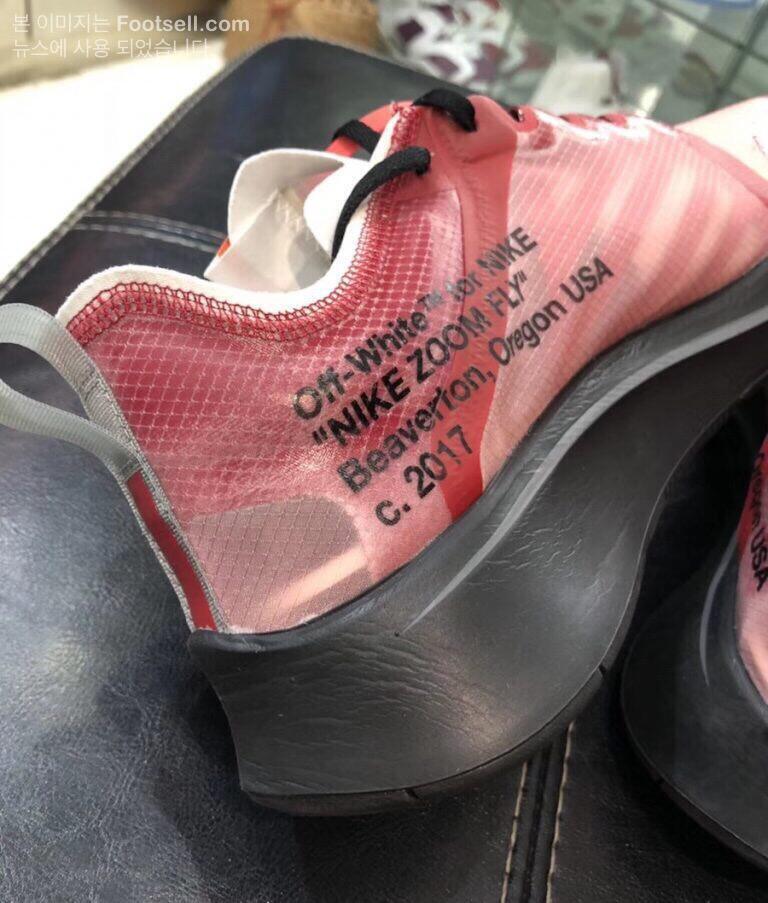 본 이미지는 Footsell.com
뉴스에 사용 되었습니다.
Off-White™ for NIKE
"NIKE ZOOM FLY"
Beaverton, Oregon USA
c. 2017
USA